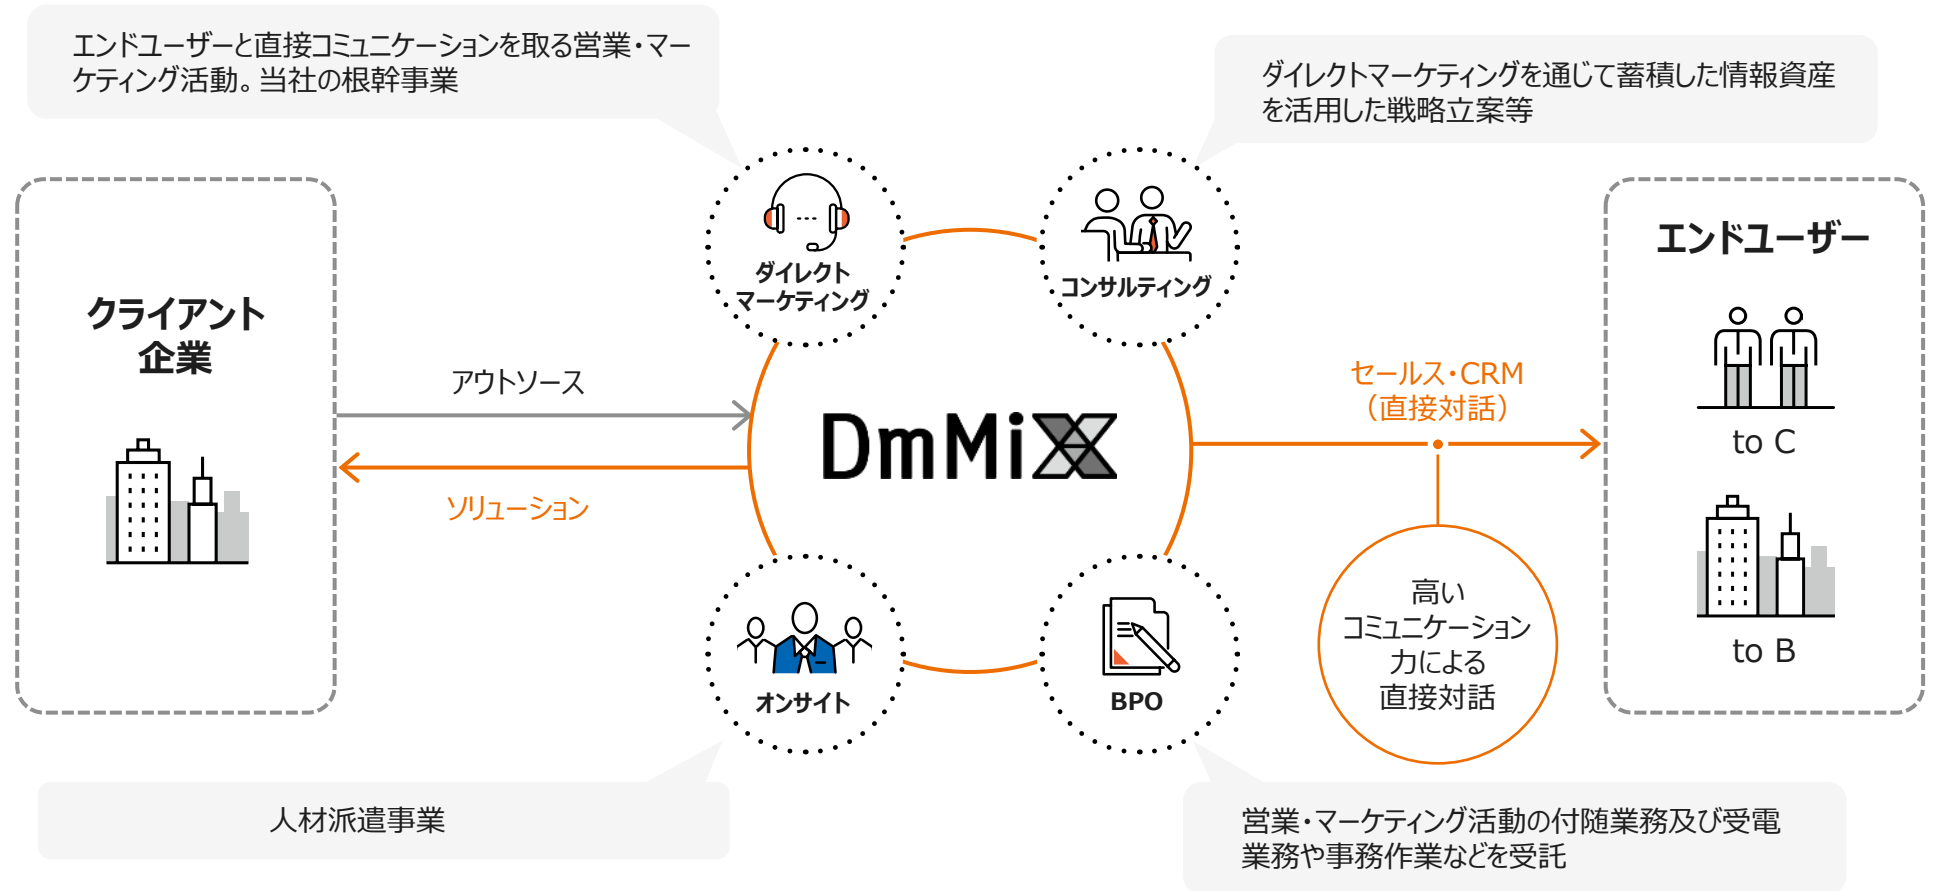 エンドユーザーと直接コミュニケーションを取る営業・マー
ケティング活動。当社の根幹事業
ダイレクトマーケティングを通じて蓄積した情報資産
を活用した戦略立案等
クライアント
企業
アウトソース
ソリューション
ダイレクト
マーケティング
コンサルティング
DmMiX
オンサイト
BPO
セールス・CRM
(直接対話)
高い
コミュニケーション
力による
直接対話
エンドユーザー
to C
to B
人材派遣事業
営業・マーケティング活動の付随業務及び受電
業務や事務作業などを受託